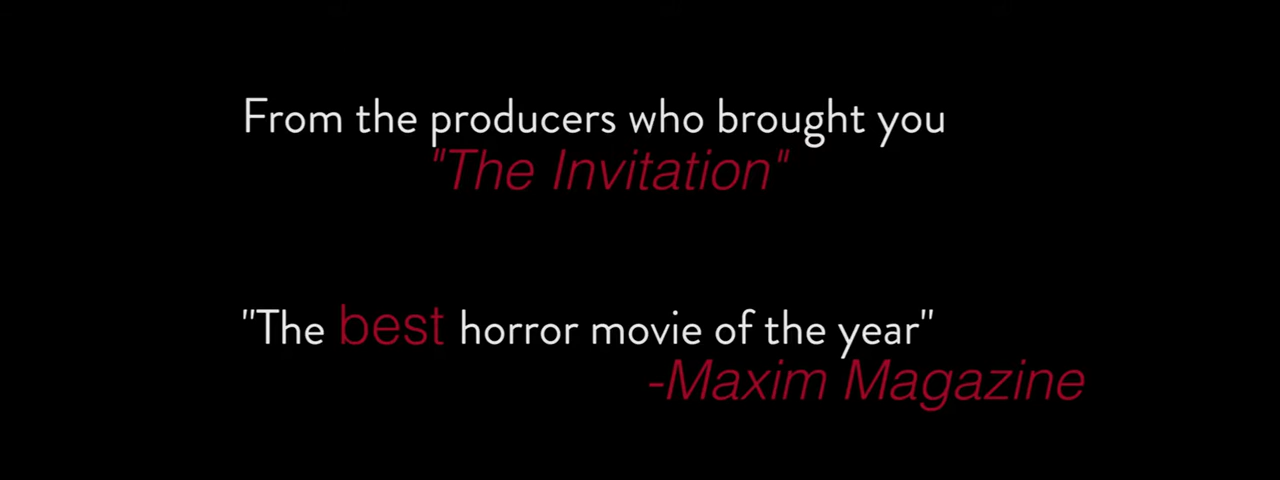 From the producers who brought you
"The Invitation"
"The best horror movie of the year"
-Maxim Magazine